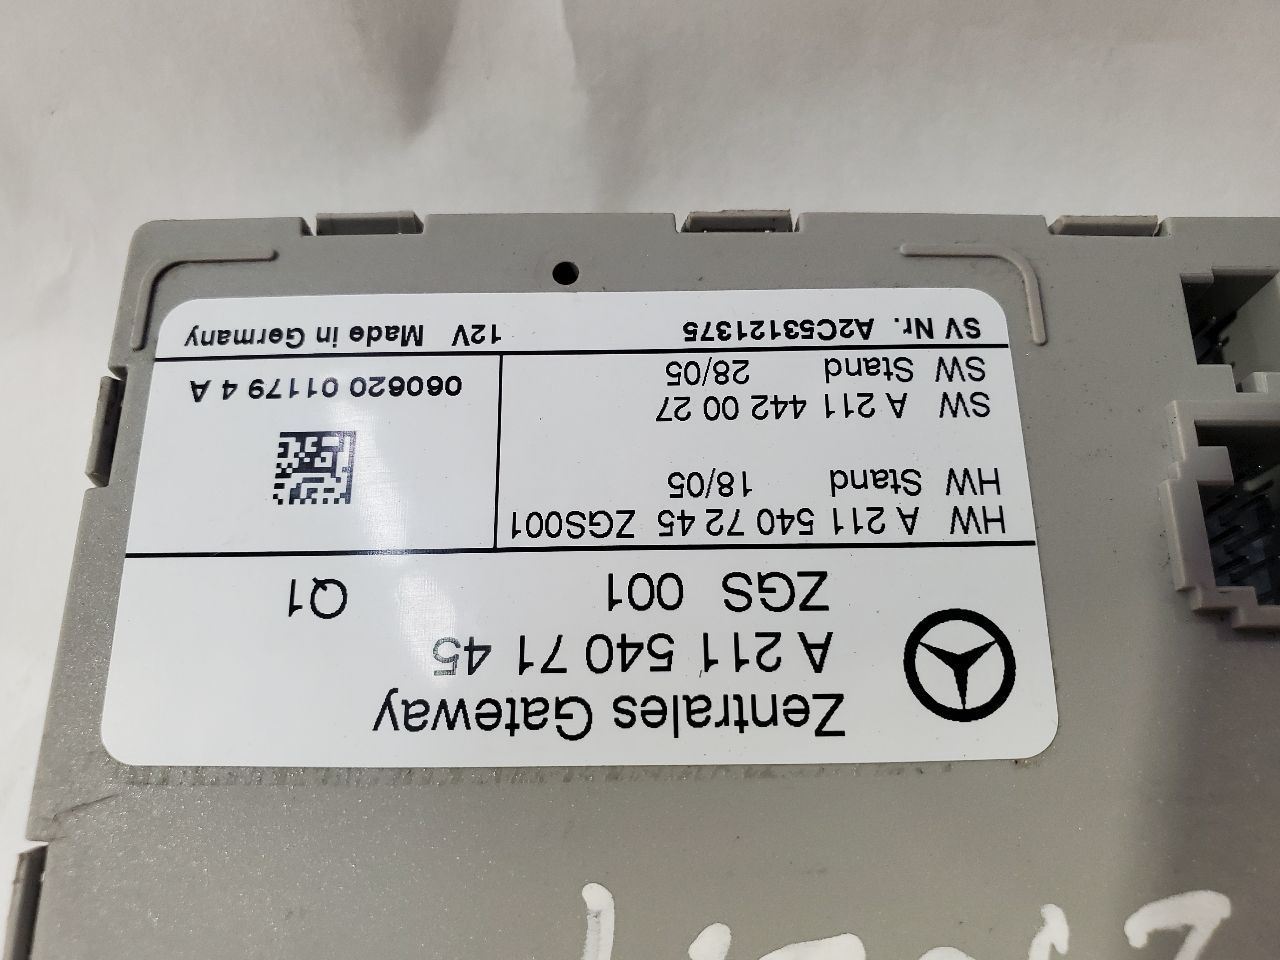 Zentrales Gateway
A 211 540 71 45
ZGS 001 Q1
HW A 211 540 72 45 ZGS001
HW Stand 18/05
SW A 211 442 00 27
SW Stand 28/05
060620 01179 4 A
SV Nr. A2C53121375 12V Made in Germany